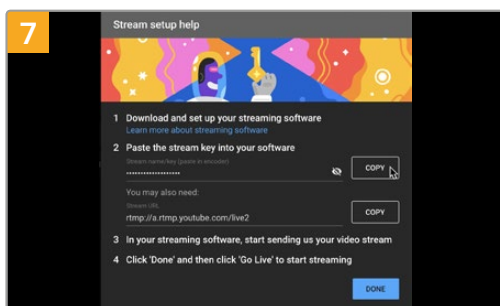 7
Stream setup help
1 Download and set up your streaming software
Learn more about streaming software
2 Paste the stream key into your software
Stream name/key (paste in encoder)
••••••••••••••••••••
COPY
You may also need:
Stream URL
rtmp://a.rtmp.youtube.com/live2
COPY
3 In your streaming software, start sending us your video stream
4 Click 'Done' and then click 'Go Live' to start streaming
DONE